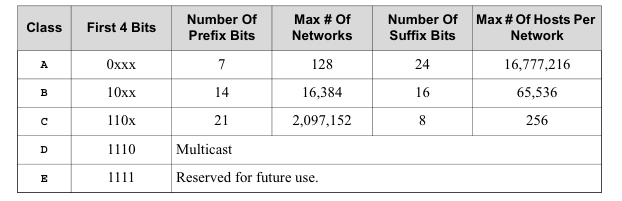 Class First 4 Bits Number Of Prefix Bits Max # Of Networks Number Of Suffix Bits Max # Of Hosts Per Network
A 0xxx 7 128 24 16,777,216
B 10xx 14 16,384 16 65,536
C 110x 21 2,097,152 8 256
D 1110 Multicast
E 1111 Reserved for future use.